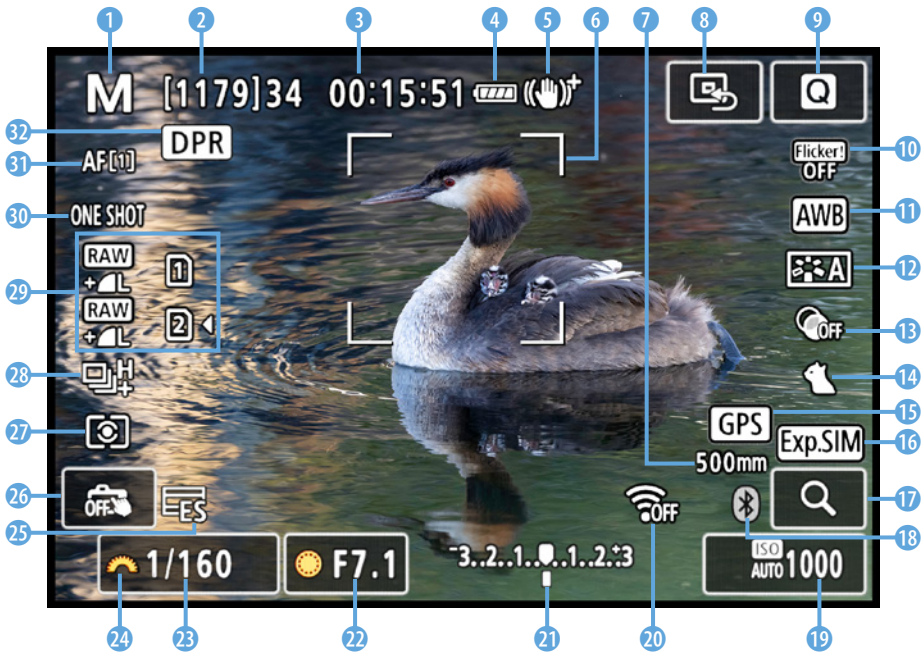 1 2 3 4 5 6 7 8 9
M [1179]34 00:15:51 Q
32 DPR
31 AF[1]
Flicker! OFF 10
30 ONE SHOT
AWB 11
RAW
+L 1
29
A 12
RAW
+L 2
OFF 13
28 H+
14
27
GPS 15
Exp.SIM 16
500mm
26 OFF ES OFF 17
25 18
1/160 F7.1 -3..2..1..1..2..+3 ISO AUTO 1000
24 23 22 21 20 19